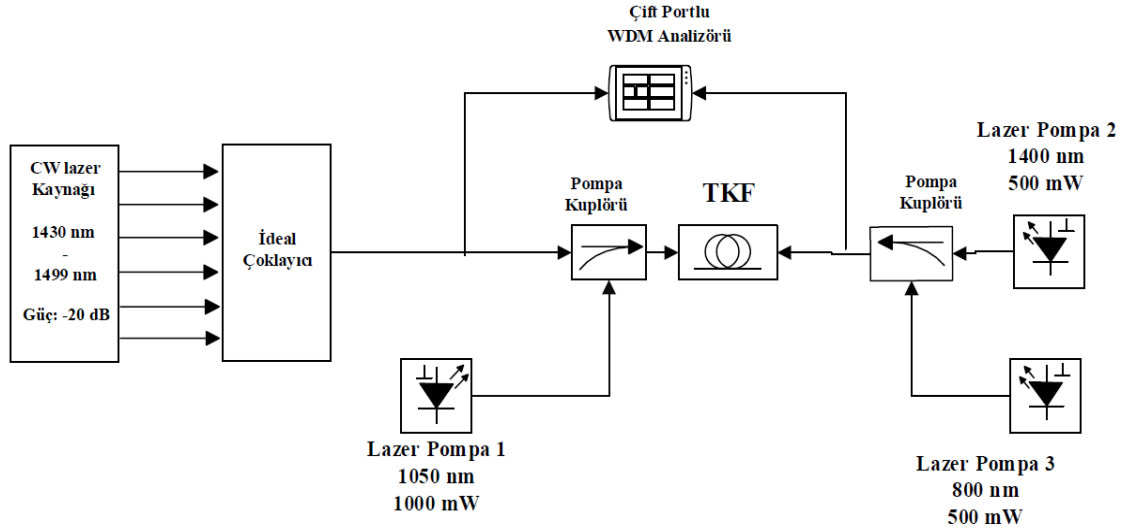 Çift Portlu
WDM Analizörü
CW lazer
Kaynağı
1430 nm
-
1499 nm
Güç: -20 dB
İdeal
Çoklayıcı
Pompa
Kuplörü
TKF
Pompa
Kuplörü
Lazer Pompa 2
1400 nm
500 mW
Lazer Pompa 1
1050 nm
1000 mW
Lazer Pompa 3
800 nm
500 mW